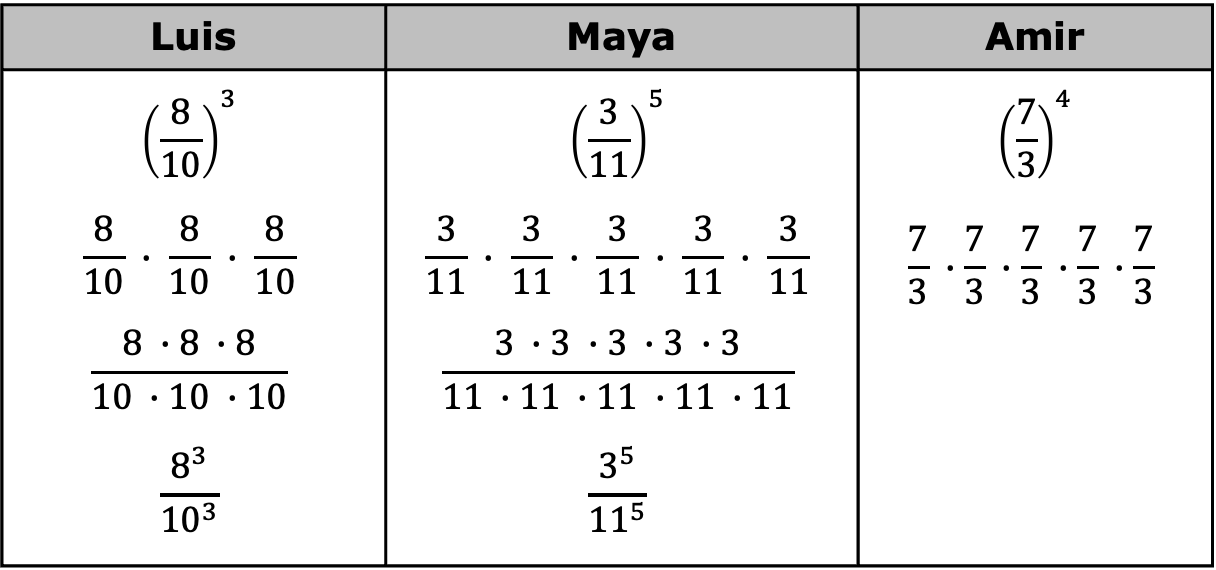 Luis
Maya
Amir
(8/10)^3
(3/11)^5
(7/3)^4
8/10 · 8/10 · 8/10
3/11 · 3/11 · 3/11 · 3/11 · 3/11
7/3 · 7/3 · 7/3 · 7/3 · 7/3
8 · 8 · 8
10 · 10 · 10
3 · 3 · 3 · 3 · 3
11 · 11 · 11 · 11 · 11
8^3/10^3
3^5/11^5